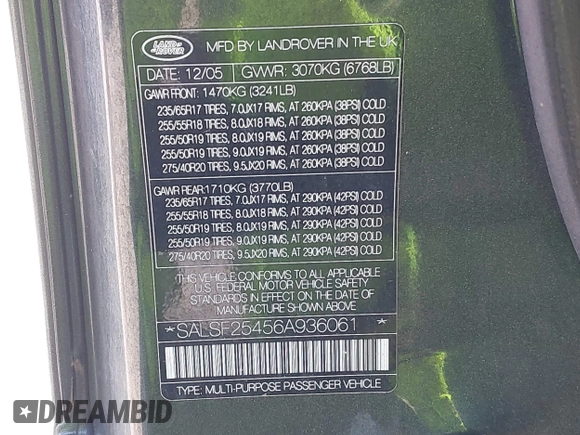 LAND ROVER
MFD BY LANDROVER IN THE UK
DATE: 12/05 GVWR: 3070KG (6768LB)
GAWR FRONT: 1470KG (3241LB)
235/65R17 TIRES, 7.0JX17 RIMS, AT 260KPA (38PSI) COLD
255/55R18 TIRES, 8.0JX18 RIMS, AT 260KPA (38PSI) COLD
255/50R19 TIRES, 8.0JX19 RIMS, AT 260KPA (38PSI) COLD
255/50R19 TIRES, 9.0JX19 RIMS, AT 260KPA (38PSI) COLD
275/40R20 TIRES, 9.5JX20 RIMS, AT 260KPA (38PSI) COLD
GAWR REAR: 1710KG (3770LB)
235/65R17 TIRES, 7.0JX17 RIMS, AT 290KPA (42PSI) COLD
255/55R18 TIRES, 8.0JX18 RIMS, AT 290KPA (42PSI) COLD
255/50R19 TIRES, 8.0JX19 RIMS, AT 290KPA (42PSI) COLD
255/50R19 TIRES, 9.0JX19 RIMS, AT 290KPA (42PSI) COLD
275/40R20 TIRES, 9.5JX20 RIMS, AT 290KPA (42PSI) COLD
THIS VEHICLE CONFORMS TO ALL APPLICABLE
U.S. FEDERAL MOTOR VEHICLE SAFETY
STANDARDS IN EFFECT ON THE DATE OF
MANUFACTURE SHOWN ABOVE
*SALSF25456A936061*
TYPE: MULTI-PURPOSE PASSENGER VEHICLE
DREAMBID